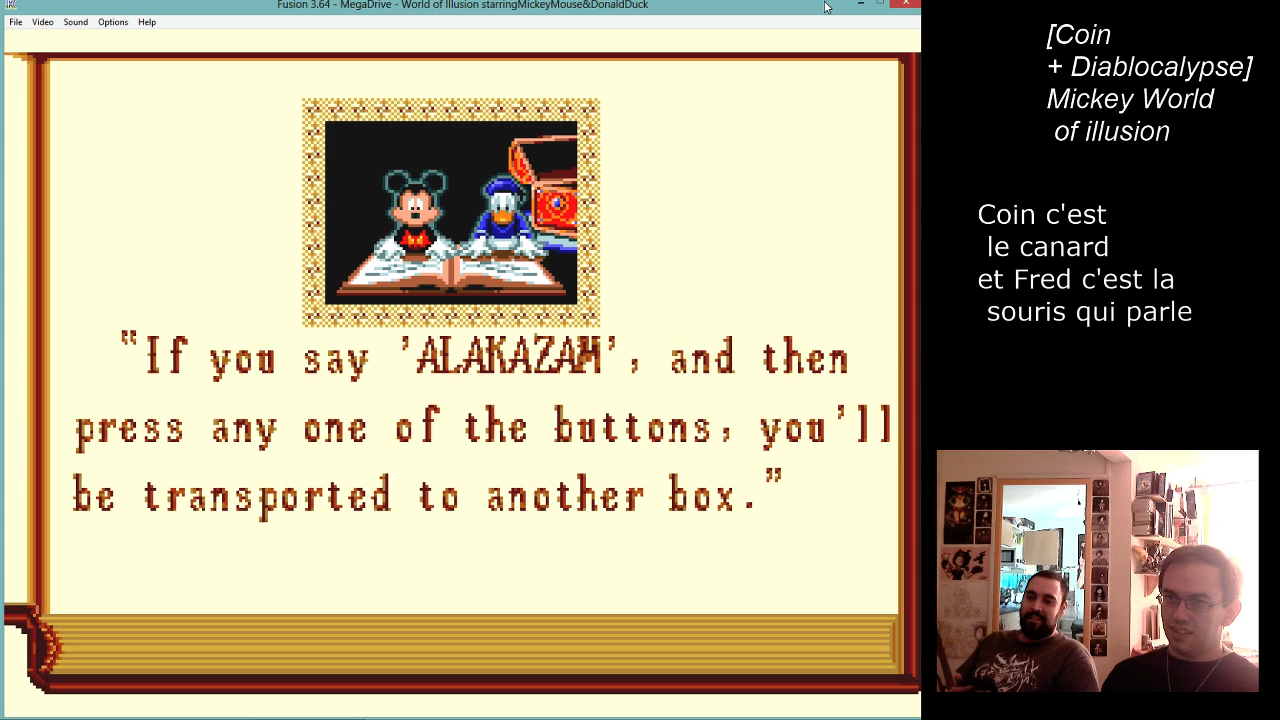 Fusion 3.64 - MegaDrive - World of Illusion starringMickeyMouse&DonaldDuck
File Video Sound Options Help
"If you say 'ALAKAZAM', and then
press any one of the buttons, you'll
be transported to another box."
[Coin
+ Diablocalypse]
Mickey World
of illusion
Coin c'est
le canard
et Fred c'est la
souris qui parle